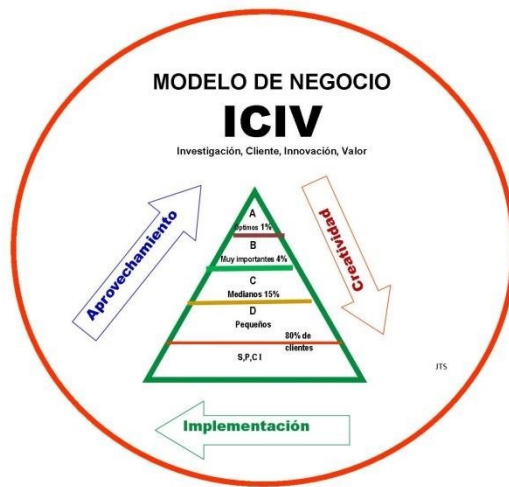 MODELO DE NEGOCIO
ICIV
Investigación, Cliente, Innovación, Valor
Aprovechamiento
Creatividad
A
Optimos 1%
B
Muy importantes 4%
C
Medianos 15%
D
Pequeños
80% de
clientes
S,P,C I
JTS
Implementación